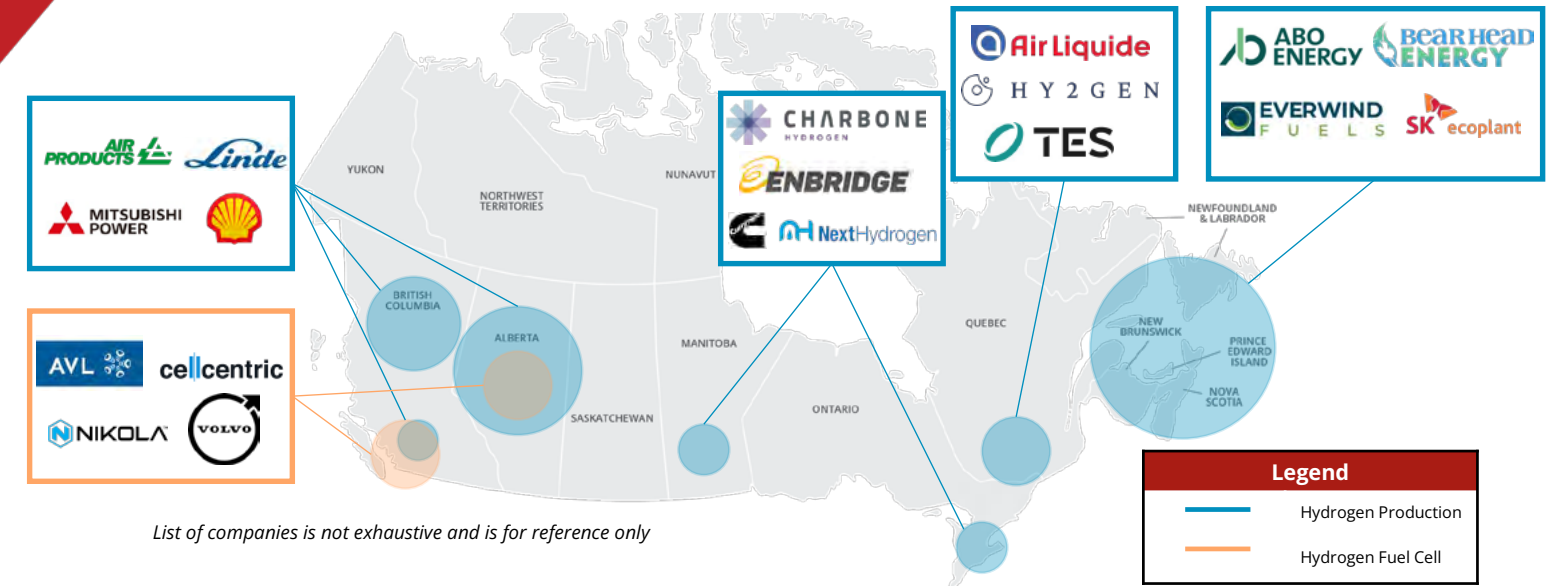 AIR
PRODUCTS
Linde
MITSUBISHI
POWER
AVL
cellcentric
NIKOLA
VOLVO
CHARBONE
HYDROGEN
ENBRIDGE
Cummins
NextHydrogen
Air Liquide
HY2GEN
TES
ABO
ENERGY
BEAR HEAD
ENERGY
EVERWIND
FUELS
SK ecoplant
YUKON
NORTHWEST
TERRITORIES
NUNAVUT
BRITISH
COLUMBIA
ALBERTA
SASKATCHEWAN
MANITOBA
ONTARIO
QUEBEC
NEWFOUNDLAND
& LABRADOR
NEW
BRUNSWICK
PRINCE
EDWARD
ISLAND
NOVA
SCOTIA
Legend
Hydrogen Production
Hydrogen Fuel Cell
List of companies is not exhaustive and is for reference only